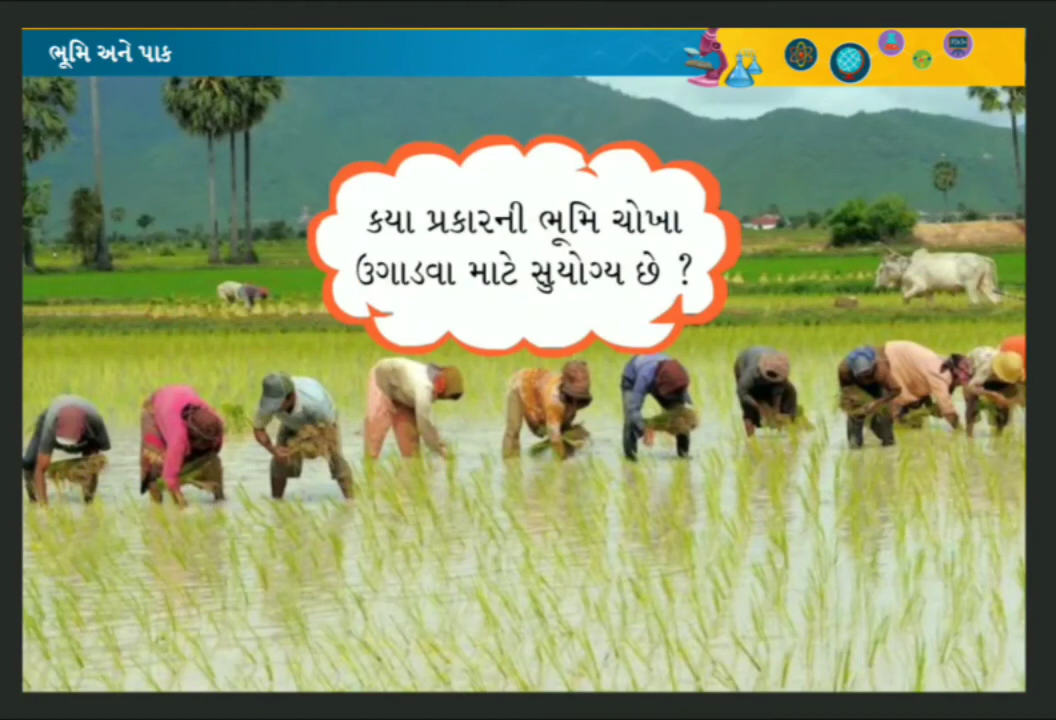 ભૂમિ અને પાક
કયા પ્રકારની ભૂમિ ચોખા
ઉગાડવા માટે સુયોગ્ય છે ?